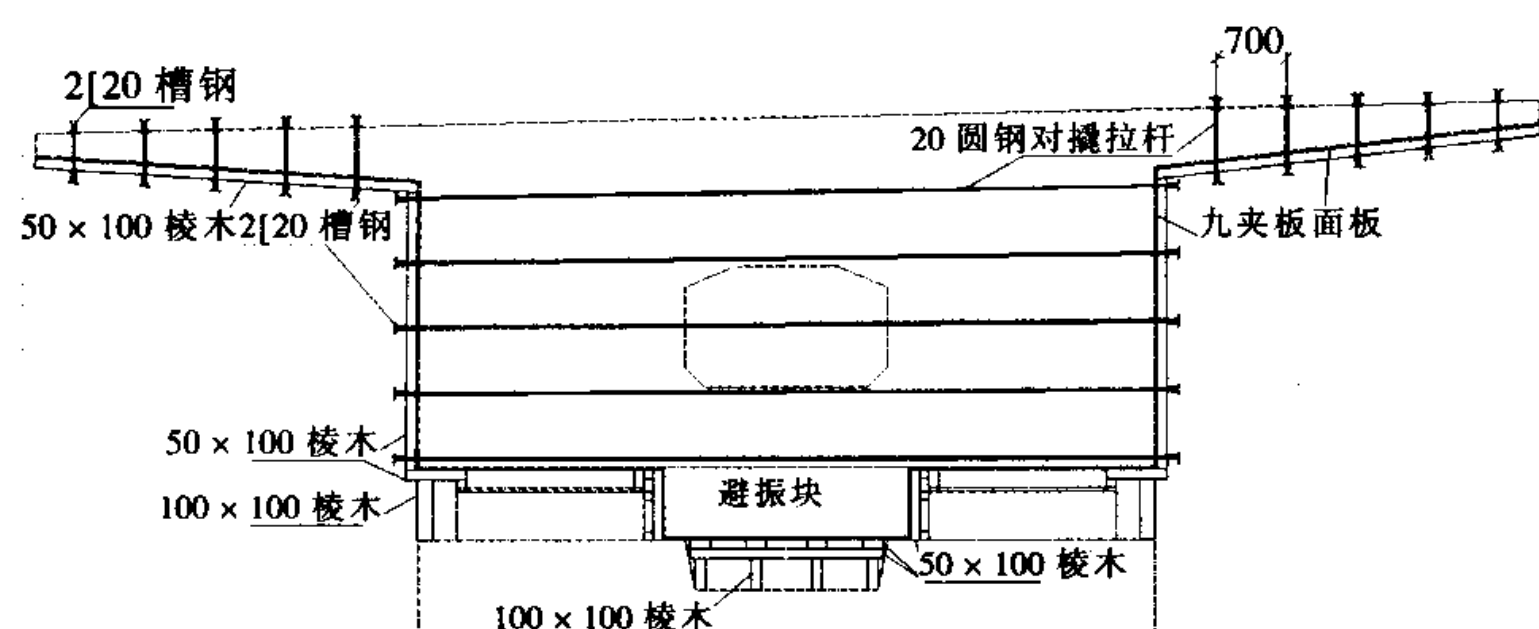 700
2[20 槽钢
20 圆钢对撬拉杆
50 × 100 棱木2[20 槽钢
九夹板面板
50 × 100 棱木
避振块
100 × 100 棱木
50 × 100 棱木
100 × 100 棱木